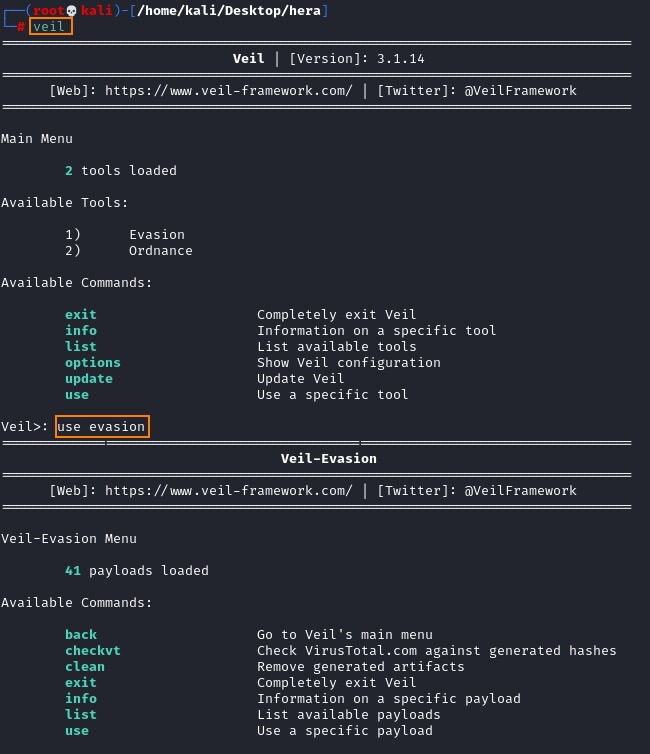 (root💀kali)-[/home/kali/Desktop/hera]
# veil
Veil | [Version]: 3.1.14
[Web]: https://www.veil-framework.com/ | [Twitter]: @VeilFramework
Main Menu
2 tools loaded
Available Tools:
1) Evasion
2) Ordnance
Available Commands:
exit Completely exit Veil
info Information on a specific tool
list List available tools
options Show Veil configuration
update Update Veil
use Use a specific tool
Veil>: use evasion
Veil-Evasion
[Web]: https://www.veil-framework.com/ | [Twitter]: @VeilFramework
Veil-Evasion Menu
41 payloads loaded
Available Commands:
back Go to Veil's main menu
checkvt Check VirusTotal.com against generated hashes
clean Remove generated artifacts
exit Completely exit Veil
info Information on a specific payload
list List available payloads
use Use a specific payload